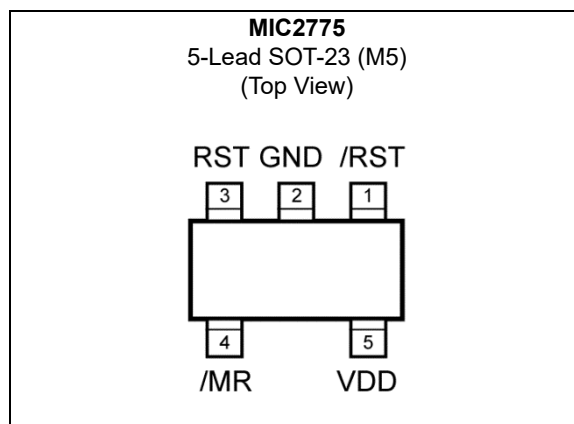 MIC2775
5-Lead SOT-23 (M5)
(Top View)
RST GND /RST
3 2 1
4 5
/MR VDD